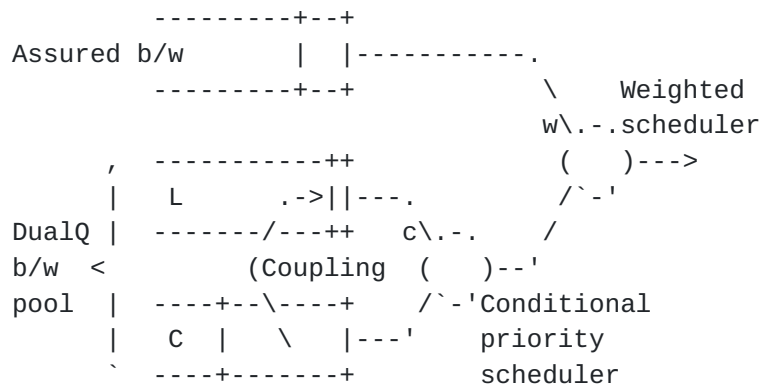 ---------+--+
Assured b/w       |  |-----------.
         ---------+--+            \    Weighted
                                  w\.-.scheduler
      ,  -----------++             (   )--->
      |   L      .->||---.         /`-'
DualQ |  -------/---++   c\.-.    /
b/w  <         (Coupling  (   )--'
pool  |  ----+--\----+    /`-'Conditional
      |   C  |   \   |---'    priority
      `  ----+-------+        scheduler